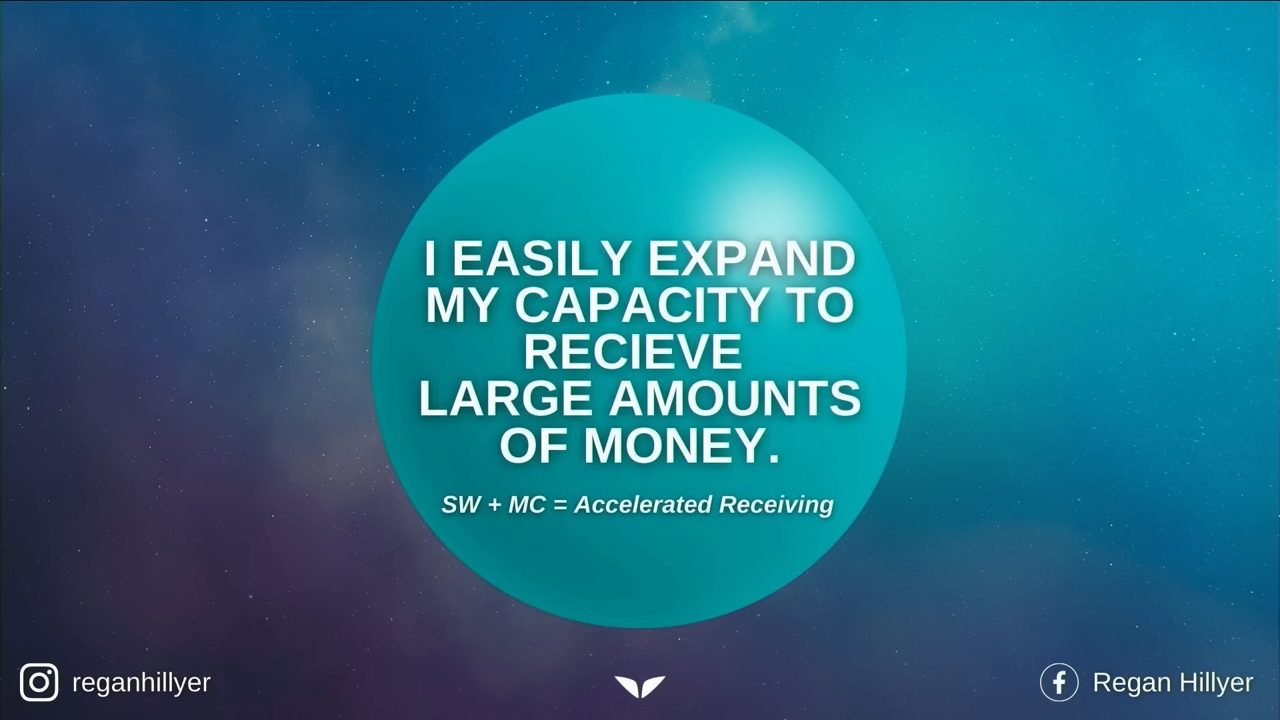 I EASILY EXPAND
MY CAPACITY TO
RECIEVE
LARGE AMOUNTS
OF MONEY.
SW + MC = Accelerated Receiving
reganhillyer
Regan Hillyer